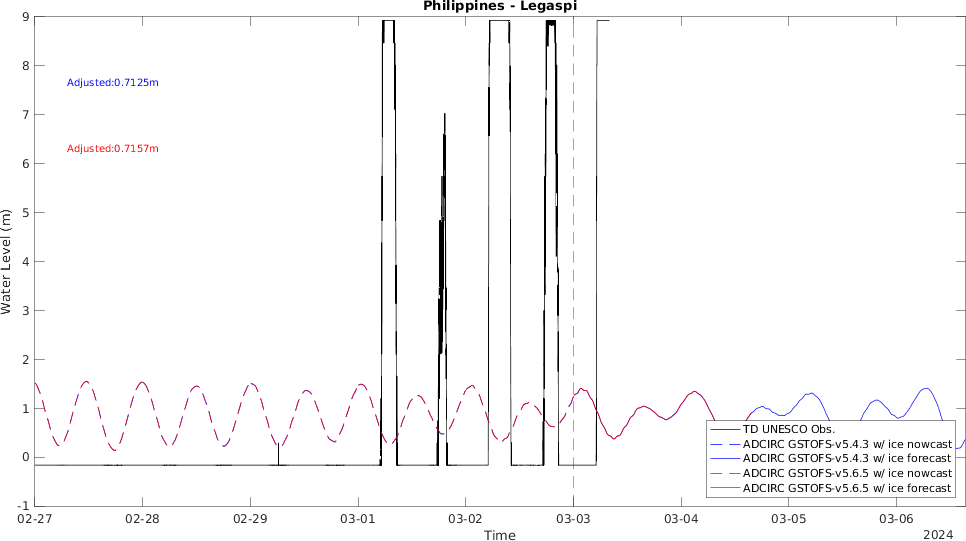 Philippines - Legaspi
9
8
7
6
5
4
3
2
1
0
-1
Water Level (m)
Adjusted:0.7125m
Adjusted:0.7157m
TD UNESCO Obs.
ADCIRC GSTOFS-v5.4.3 w/ ice nowcast
ADCIRC GSTOFS-v5.4.3 w/ ice forecast
ADCIRC GSTOFS-v5.6.5 w/ ice nowcast
ADCIRC GSTOFS-v5.6.5 w/ ice forecast
02-27 02-28 02-29 03-01 03-02 03-03 03-04 03-05 03-06
Time
2024